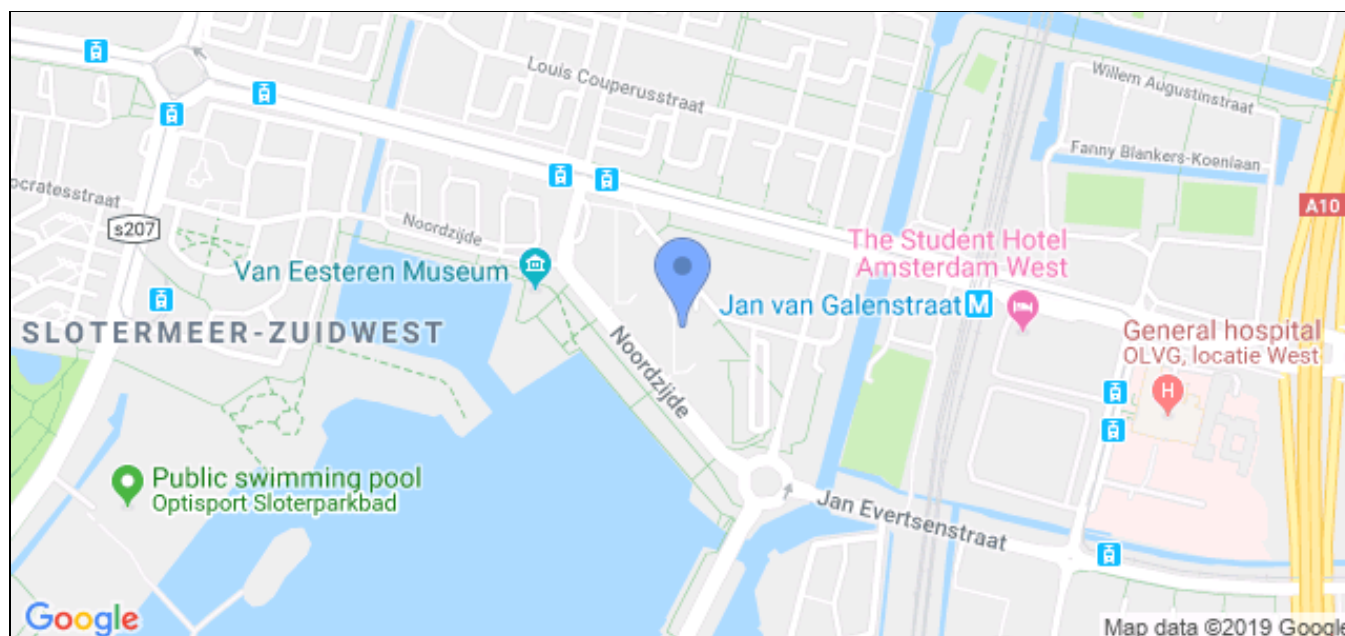 Louis Couperusstraat
Willem Augustinstraat
Fanny Blankers-Koenlaan
ocratesstraat
s207
Noordzijde
A10
Van Eesteren Museum
The Student Hotel
Amsterdam West
Jan van Galenstraat M
SLOTERMEER-ZUIDWEST
General hospital
OLVG, locatie West
H
Noordzijde
Public swimming pool
Optisport Sloterparkbad
Jan Evertsenstraat
Google
Map data ©2019 Google